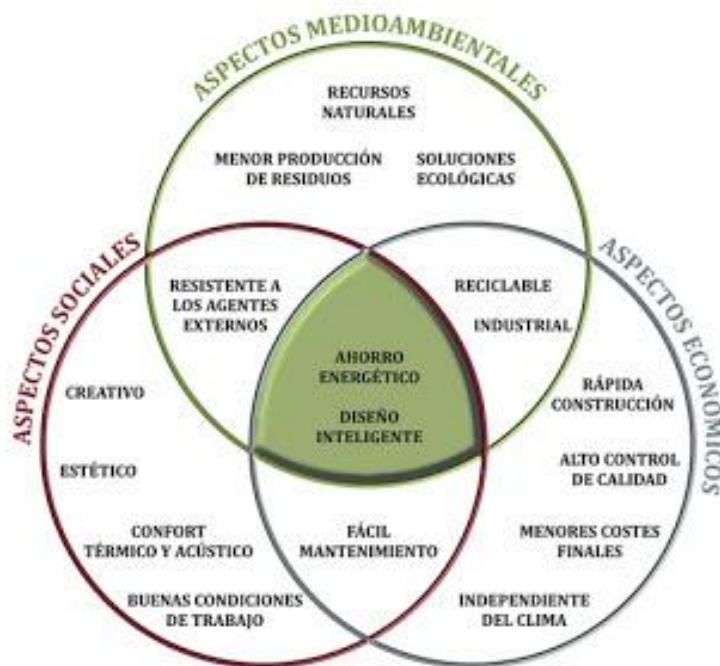 ASPECTOS MEDIOAMBIENTALES
RECURSOS
NATURALES
MENOR PRODUCCIÓN
DE RESIDUOS
SOLUCIONES
ECOLÓGICAS
ASPECTOS SOCIALES
ASPECTOS ECONOMICOS
RESISTENTE A
LOS AGENTES
EXTERNOS
RECICLABLE
INDUSTRIAL
AHORRO
ENERGÉTICO
DISEÑO
INTELIGENTE
CREATIVO
ESTÉTICO
CONFORT
TÉRMICO Y ACÚSTICO
BUENAS CONDICIONES
DE TRABAJO
FÁCIL
MANTENIMIENTO
RÁPIDA
CONSTRUCCIÓN
ALTO CONTROL
DE CALIDAD
MENORES COSTES
FINALES
INDEPENDIENTE
DEL CLIMA